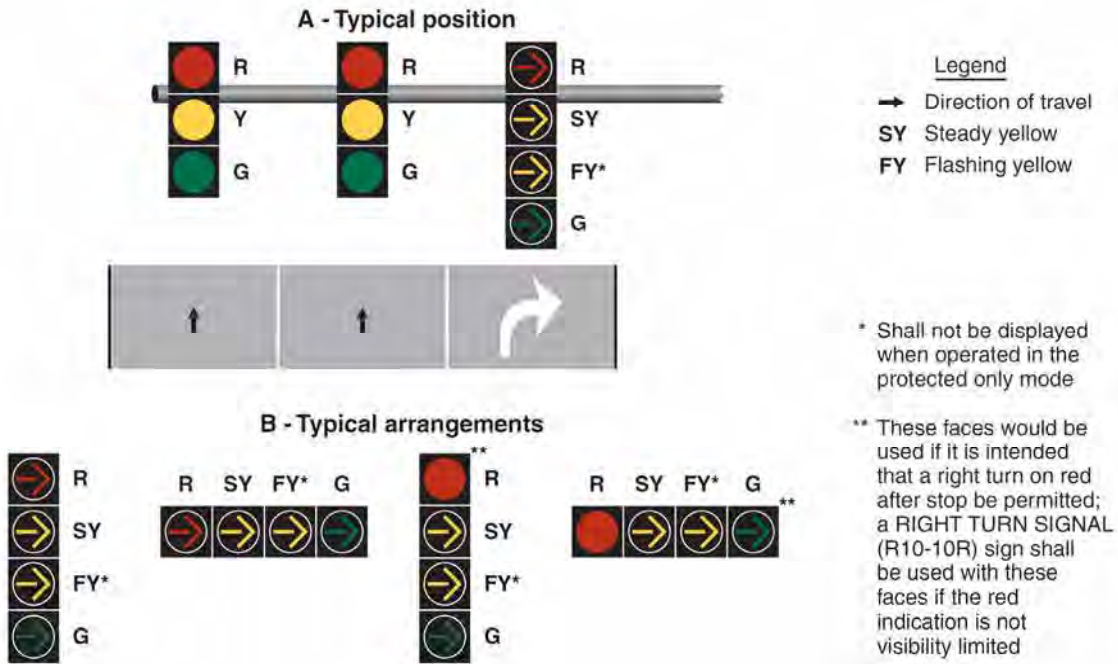 A - Typical position
R
Y
G
R
Y
G
R
SY
FY*
G
Legend
Direction of travel
SY Steady yellow
FY Flashing yellow
* Shall not be displayed
when operated in the
protected only mode
** These faces would be
used if it is intended
that a right turn on red
after stop be permitted;
a RIGHT TURN SIGNAL
(R10-10R) sign shall
be used with these
faces if the red
indication is not
visibility limited
B - Typical arrangements
R
SY
FY*
G
R SY FY* G
**
R
SY
FY*
G
R SY FY* G
**